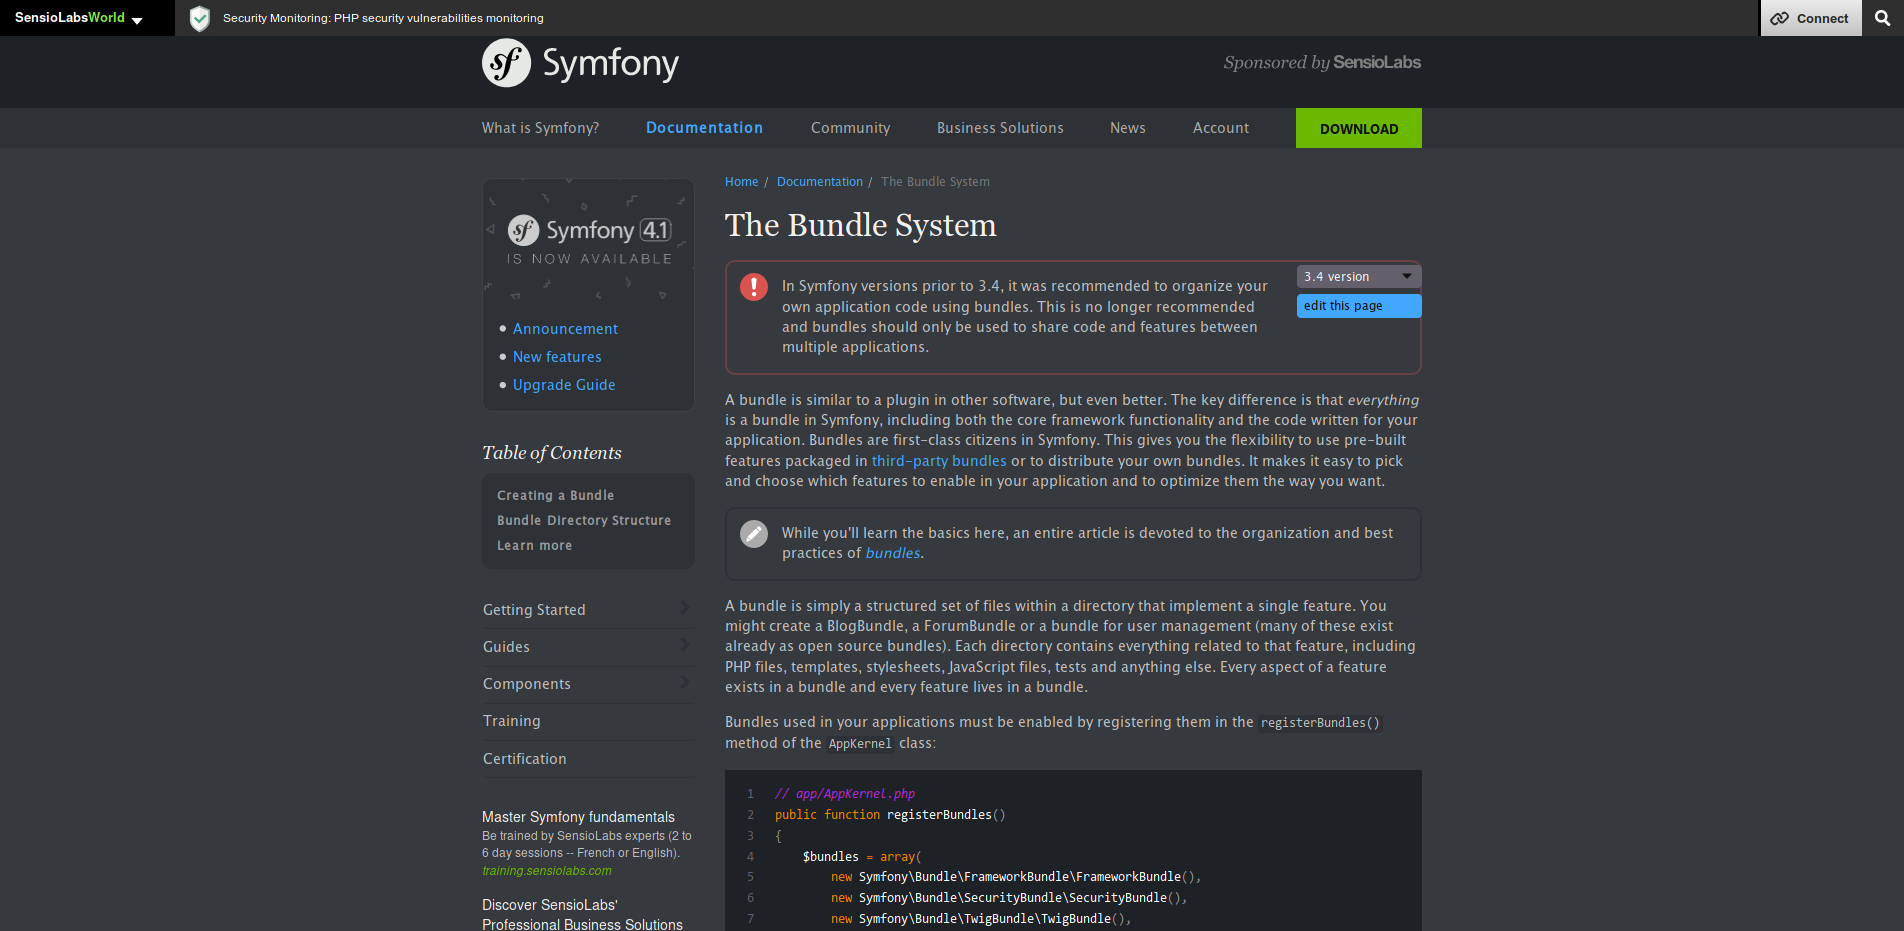 SensioLabsWorld
Security Monitoring: PHP security vulnerabilities monitoring
Connect
sf Symfony
Sponsored by SensioLabs
What is Symfony?
Documentation
Community
Business Solutions
News
Account
DOWNLOAD
sf Symfony 4.1
IS NOW AVAILABLE
Announcement
New features
Upgrade Guide
Table of Contents
Creating a Bundle
Bundle Directory Structure
Learn more
Getting Started
Guides
Components
Training
Certification
Master Symfony fundamentals
Be trained by SensioLabs experts (2 to
6 day sessions -- French or English).
training.sensiolabs.com
Discover SensioLabs'
Professional Business Solutions
Home / Documentation / The Bundle System
The Bundle System
3.4 version
edit this page
In Symfony versions prior to 3.4, it was recommended to organize your
own application code using bundles. This is no longer recommended
and bundles should only be used to share code and features between
multiple applications.
A bundle is similar to a plugin in other software, but even better. The key difference is that everything
is a bundle in Symfony, including both the core framework functionality and the code written for your
application. Bundles are first-class citizens in Symfony. This gives you the flexibility to use pre-built
features packaged in third-party bundles or to distribute your own bundles. It makes it easy to pick
and choose which features to enable in your application and to optimize them the way you want.
While you'll learn the basics here, an entire article is devoted to the organization and best
practices of bundles.
A bundle is simply a structured set of files within a directory that implement a single feature. You
might create a BlogBundle, a ForumBundle or a bundle for user management (many of these exist
already as open source bundles). Each directory contains everything related to that feature, including
PHP files, templates, stylesheets, JavaScript files, tests and anything else. Every aspect of a feature
exists in a bundle and every feature lives in a bundle.
Bundles used in your applications must be enabled by registering them in the registerBundles()
method of the AppKernel class:
1 // app/AppKernel.php
2 public function registerBundles()
3 {
4 $bundles = array(
5 new Symfony\Bundle\FrameworkBundle\FrameworkBundle(),
6 new Symfony\Bundle\SecurityBundle\SecurityBundle(),
7 new Symfony\Bundle\TwigBundle\TwigBundle(),